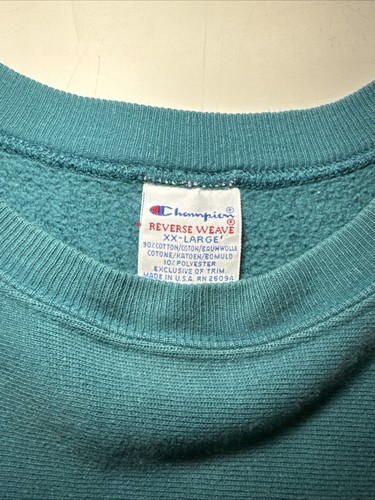 Champion®
REVERSE WEAVE®
XX-LARGE
90% COTTON/COTON/BAUMWOLLE
COTONE/KATOEN/BOMULD
10% POLYESTER
EXCLUSIVE OF TRIM
MADE IN U.S.A. RN 26094